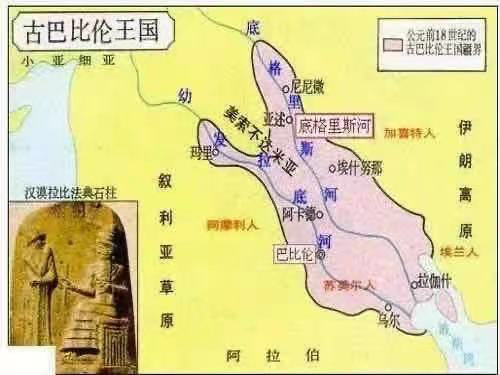 古巴比伦王国
公元前18世纪的
古巴比伦王国疆界
小亚细亚
底格里斯河
幼发拉底河
美索不达米亚
尼尼微
亚述
底格里斯河
加喜特人
伊朗高原
玛里
埃什努那
汉谟拉比法典石柱
叙利亚草原
阿摩利人
阿卡德
巴比伦
埃兰人
苏美尔人
拉伽什
乌尔
波斯湾
阿拉伯